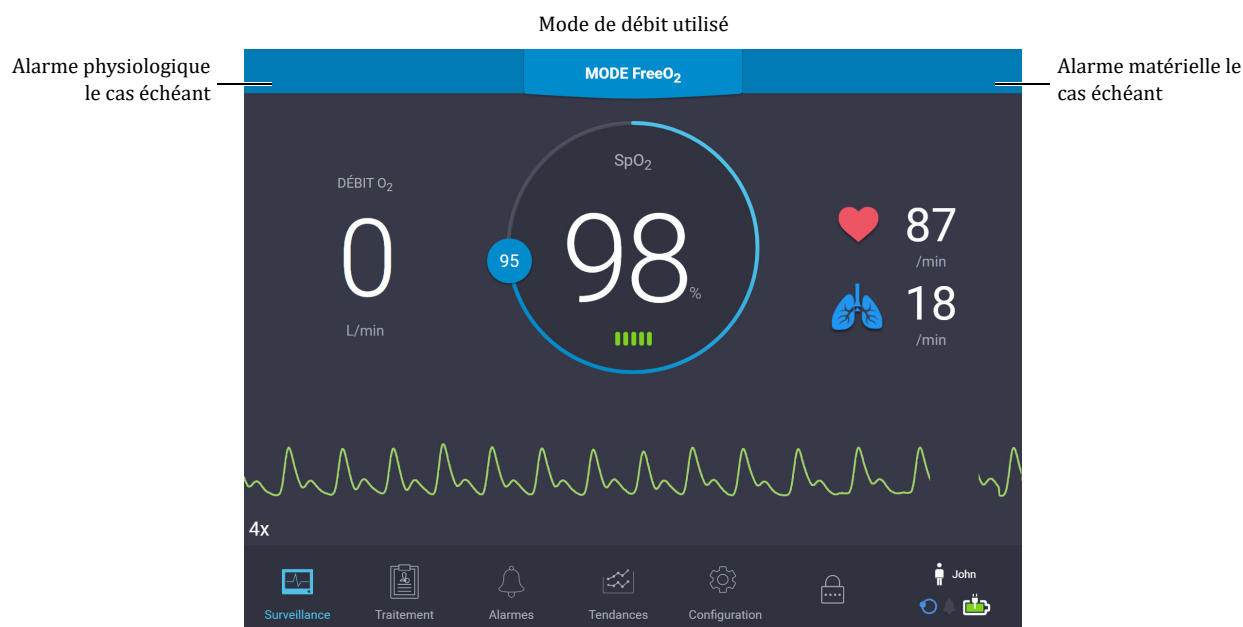 Mode de débit utilisé
Alarme physiologique
le cas échéant
MODE FreeO₂
Alarme matérielle le
cas échéant
SpO₂
DÉBIT O₂
0
L/min
95
98
%
87
/min
18
/min
4x
Surveillance
Traitement
Alarmes
Tendances
Configuration
John